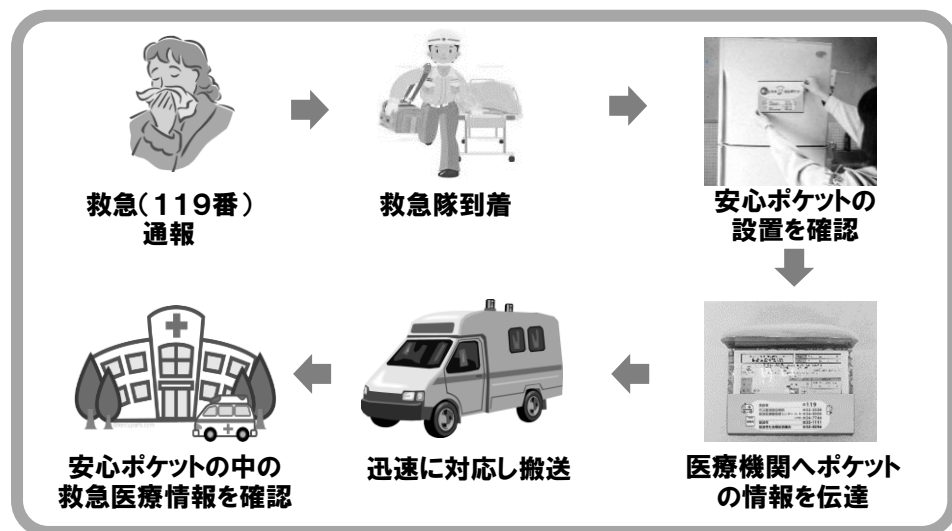 救急(119番)
通報
救急隊到着
安心ポケットの
設置を確認
医療機関へポケット
の情報を伝達
迅速に対応し搬送
安心ポケットの中の
救急医療情報を確認